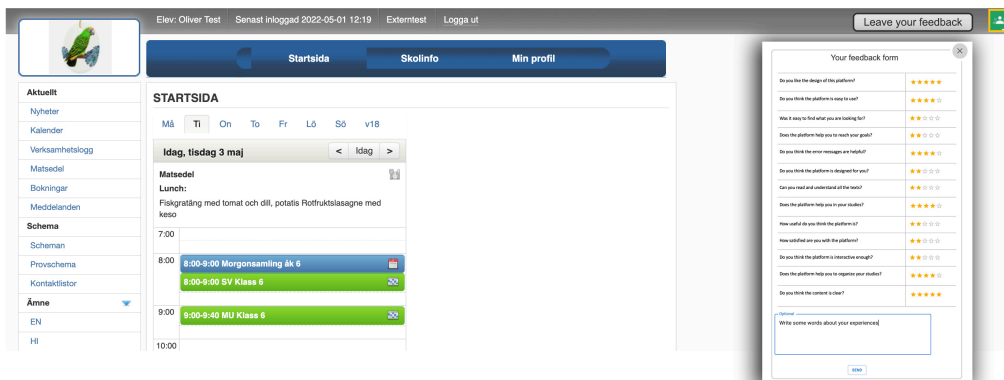 Elev: Oliver Test Senast inloggad 2022-05-01 12:19 Externtest Logga ut
Leave your feedback
Startsida Skolinfo Min profil
Aktuellt
Nyheter
Kalender
Verksamhetslogg
Matsedel
Bokningar
Meddelanden
Schema
Scheman
Provschema
Kontaktlistor
Ämne
EN
HI
STARTSIDA
Må Ti On To Fr Lö Sö v18
Idag, tisdag 3 maj < Idag >
Matsedel
Lunch:
Fiskgratäng med tomat och dill, potatis Rotfruktslasagne med
keso
7:00
8:00 8:00-9:00 Morgonsamling åk 6
8:00-9:00 SV Klass 6
9:00 9:00-9:40 MU Klass 6
10:00
Your feedback form
Do you like the design of this platform?
Do you think the platform is easy to use?
Was it easy to find what you are looking for?
Does the platform help you to reach your goals?
Do you think the error messages are helpful?
Do you think the platform is designed for you?
Can you read and understand all the texts?
Does the platform help you in your studies?
How useful do you think the platform is?
How satisfied are you with the platform?
Do you think the platform is interactive enough?
Does the platform help you to organize your studies?
Do you think the content is clear?
Optional
Write some words about your experiences
SEND